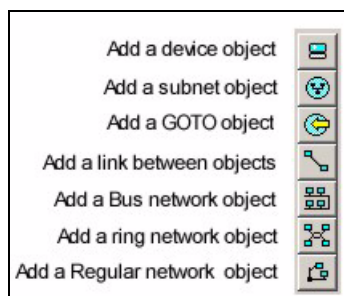 Add a device object
Add a subnet object
Add a GOTO object
Add a link between objects
Add a Bus network object
Add a ring network object
Add a Regular network object